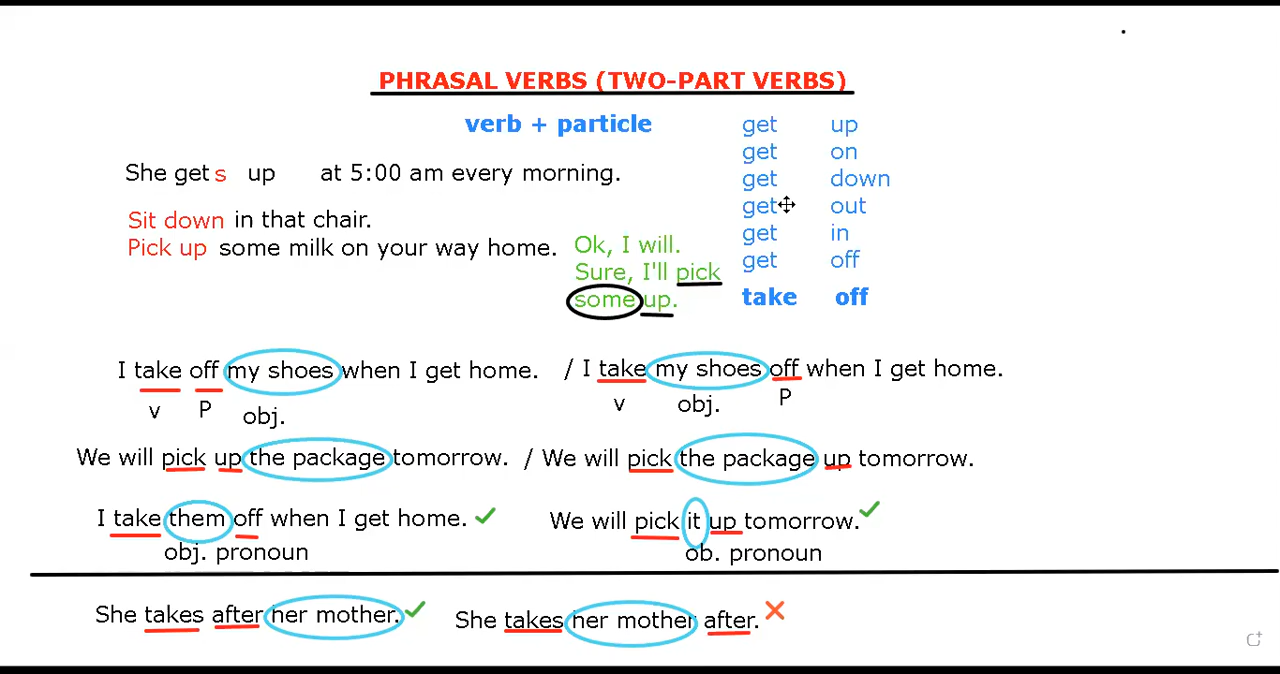 PHRASAL VERBS (TWO-PART VERBS)
verb + particle
get up
get on
get down
get out
get in
get off
take off
She gets up at 5:00 am every morning.
Sit down in that chair.
Pick up some milk on your way home.
Ok, I will.
Sure, I'll pick
some up.
I take off my shoes when I get home. / I take my shoes off when I get home.
v P obj. v obj. P
We will pick up the package tomorrow. / We will pick the package up tomorrow.
I take them off when I get home. We will pick it up tomorrow.
obj. pronoun ob. pronoun
She takes after her mother. She takes her mother after.